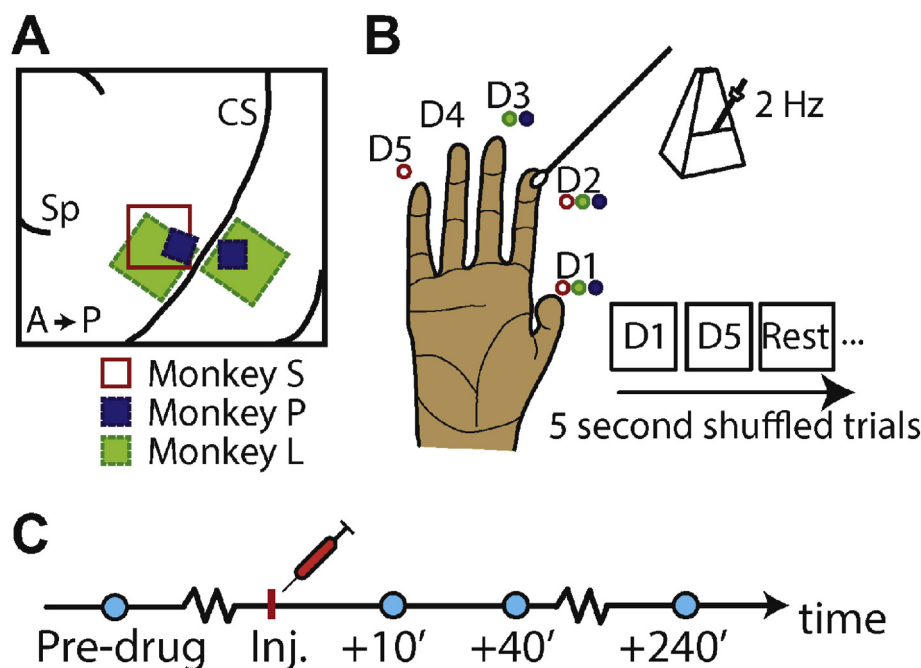 A
CS
Sp
A → P
Monkey S
Monkey P
Monkey L
B
D3
D4
D5
D2
D1
2 Hz
D1 D5 Rest ...
5 second shuffled trials
C
Pre-drug Inj. +10′ +40′ +240′ time